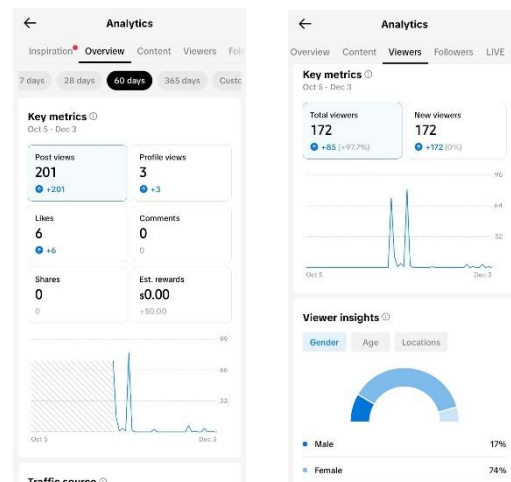 Analytics
Inspiration Overview Content Viewers Foll
7 days 28 days 60 days 365 days Custo
Key metrics
Oct 5 - Dec 3
Post views Profile views
201 3
+201 +3
Likes Comments
6 0
+6 0
Shares Est. rewards
0 $0.00
0 +$0.00
99
66
33
Oct 5 Dec 3
Traffic source
Analytics
Overview Content Viewers Followers LIVE
Key metrics
Oct 5 - Dec 3
Total viewers New viewers
172 172
+85 (+97.7%) +172 (0%)
96
64
32
Oct 5 Dec 3
Viewer insights
Gender Age Locations
Male 17%
Female 74%